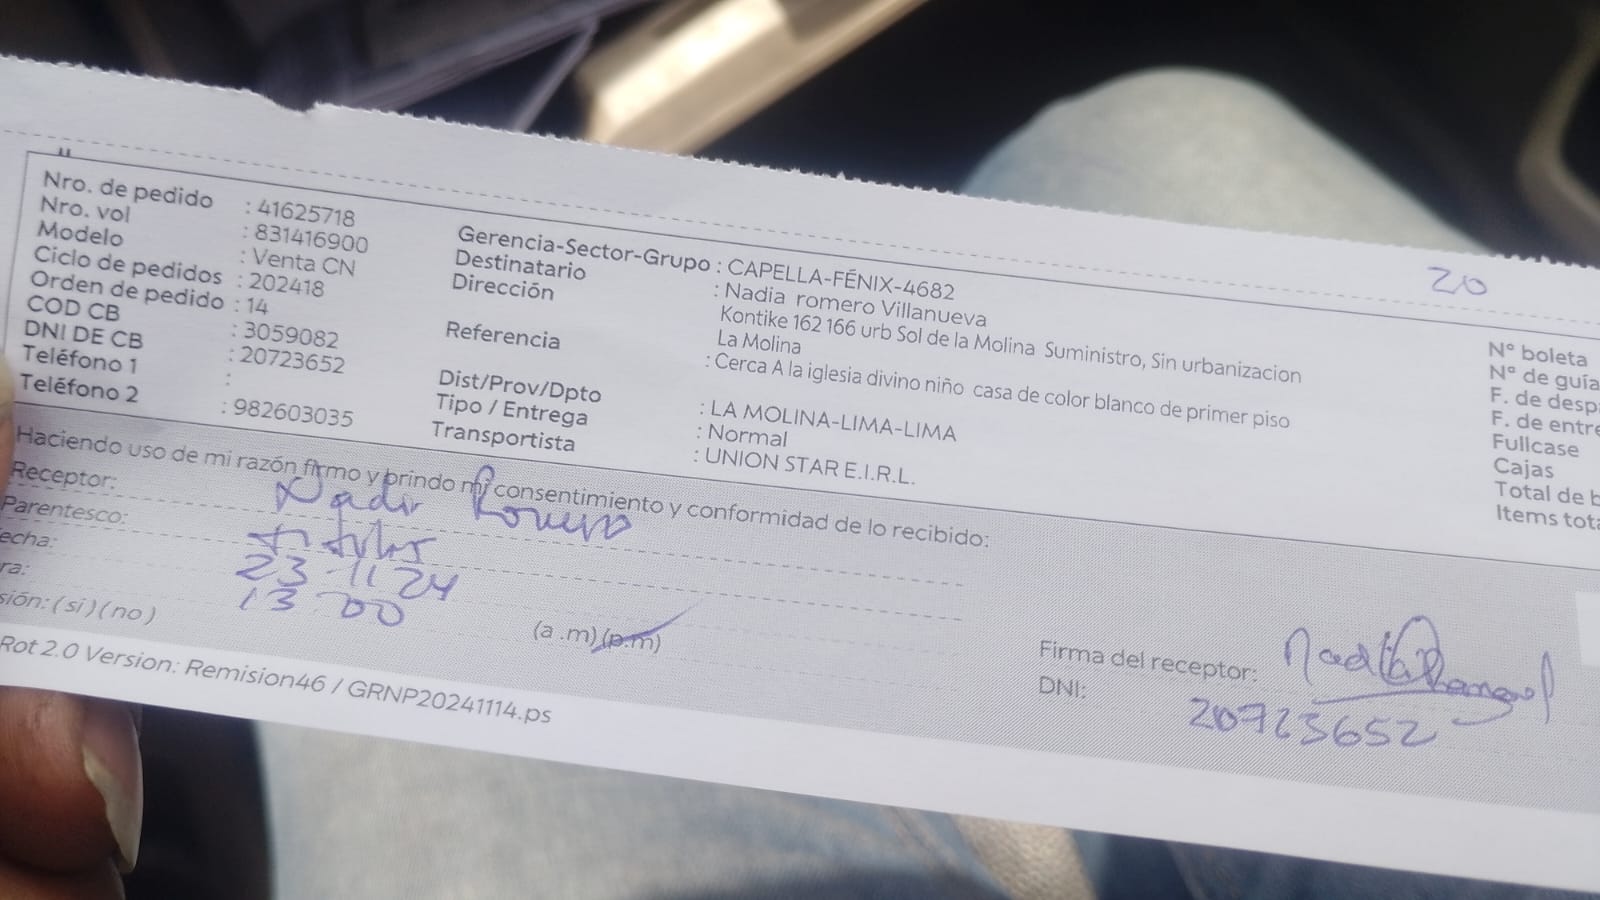 20
Nro. de pedido : 41625718
Nro. vol : 831416900
Modelo : Venta CN
Ciclo de pedidos : 202418
Orden de pedido : 14
COD CB : 3059082
DNI DE CB : 20723652
Teléfono 1 :
Teléfono 2 : 982603035
Gerencia-Sector-Grupo : CAPELLA-FÉNIX-4682
Destinatario : Nadia romero Villanueva
Dirección : Kontike 162 166 urb Sol de la Molina Suministro, Sin urbanizacion
La Molina
Referencia : Cerca A la iglesia divino niño casa de color blanco de primer piso
Dist/Prov/Dpto : LA MOLINA-LIMA-LIMA
Tipo / Entrega : Normal
Transportista : UNION STAR E.I.R.L.
N° boleta
N° de guía
F. de desp
F. de entre
Fullcase
Cajas
Total de b
Items tota
Haciendo uso de mi razón firmo y brindo mi consentimiento y conformidad de lo recibido:
Receptor: Nadir Romero
Parentesco: titular
echa: 23-11 24
ra: 13 00 (a .m) (p.m)
sión: ( si ) ( no )
Firma del receptor:
DNI: 20723652
Rot 2.0 Version: Remision46 / GRNP20241114.ps